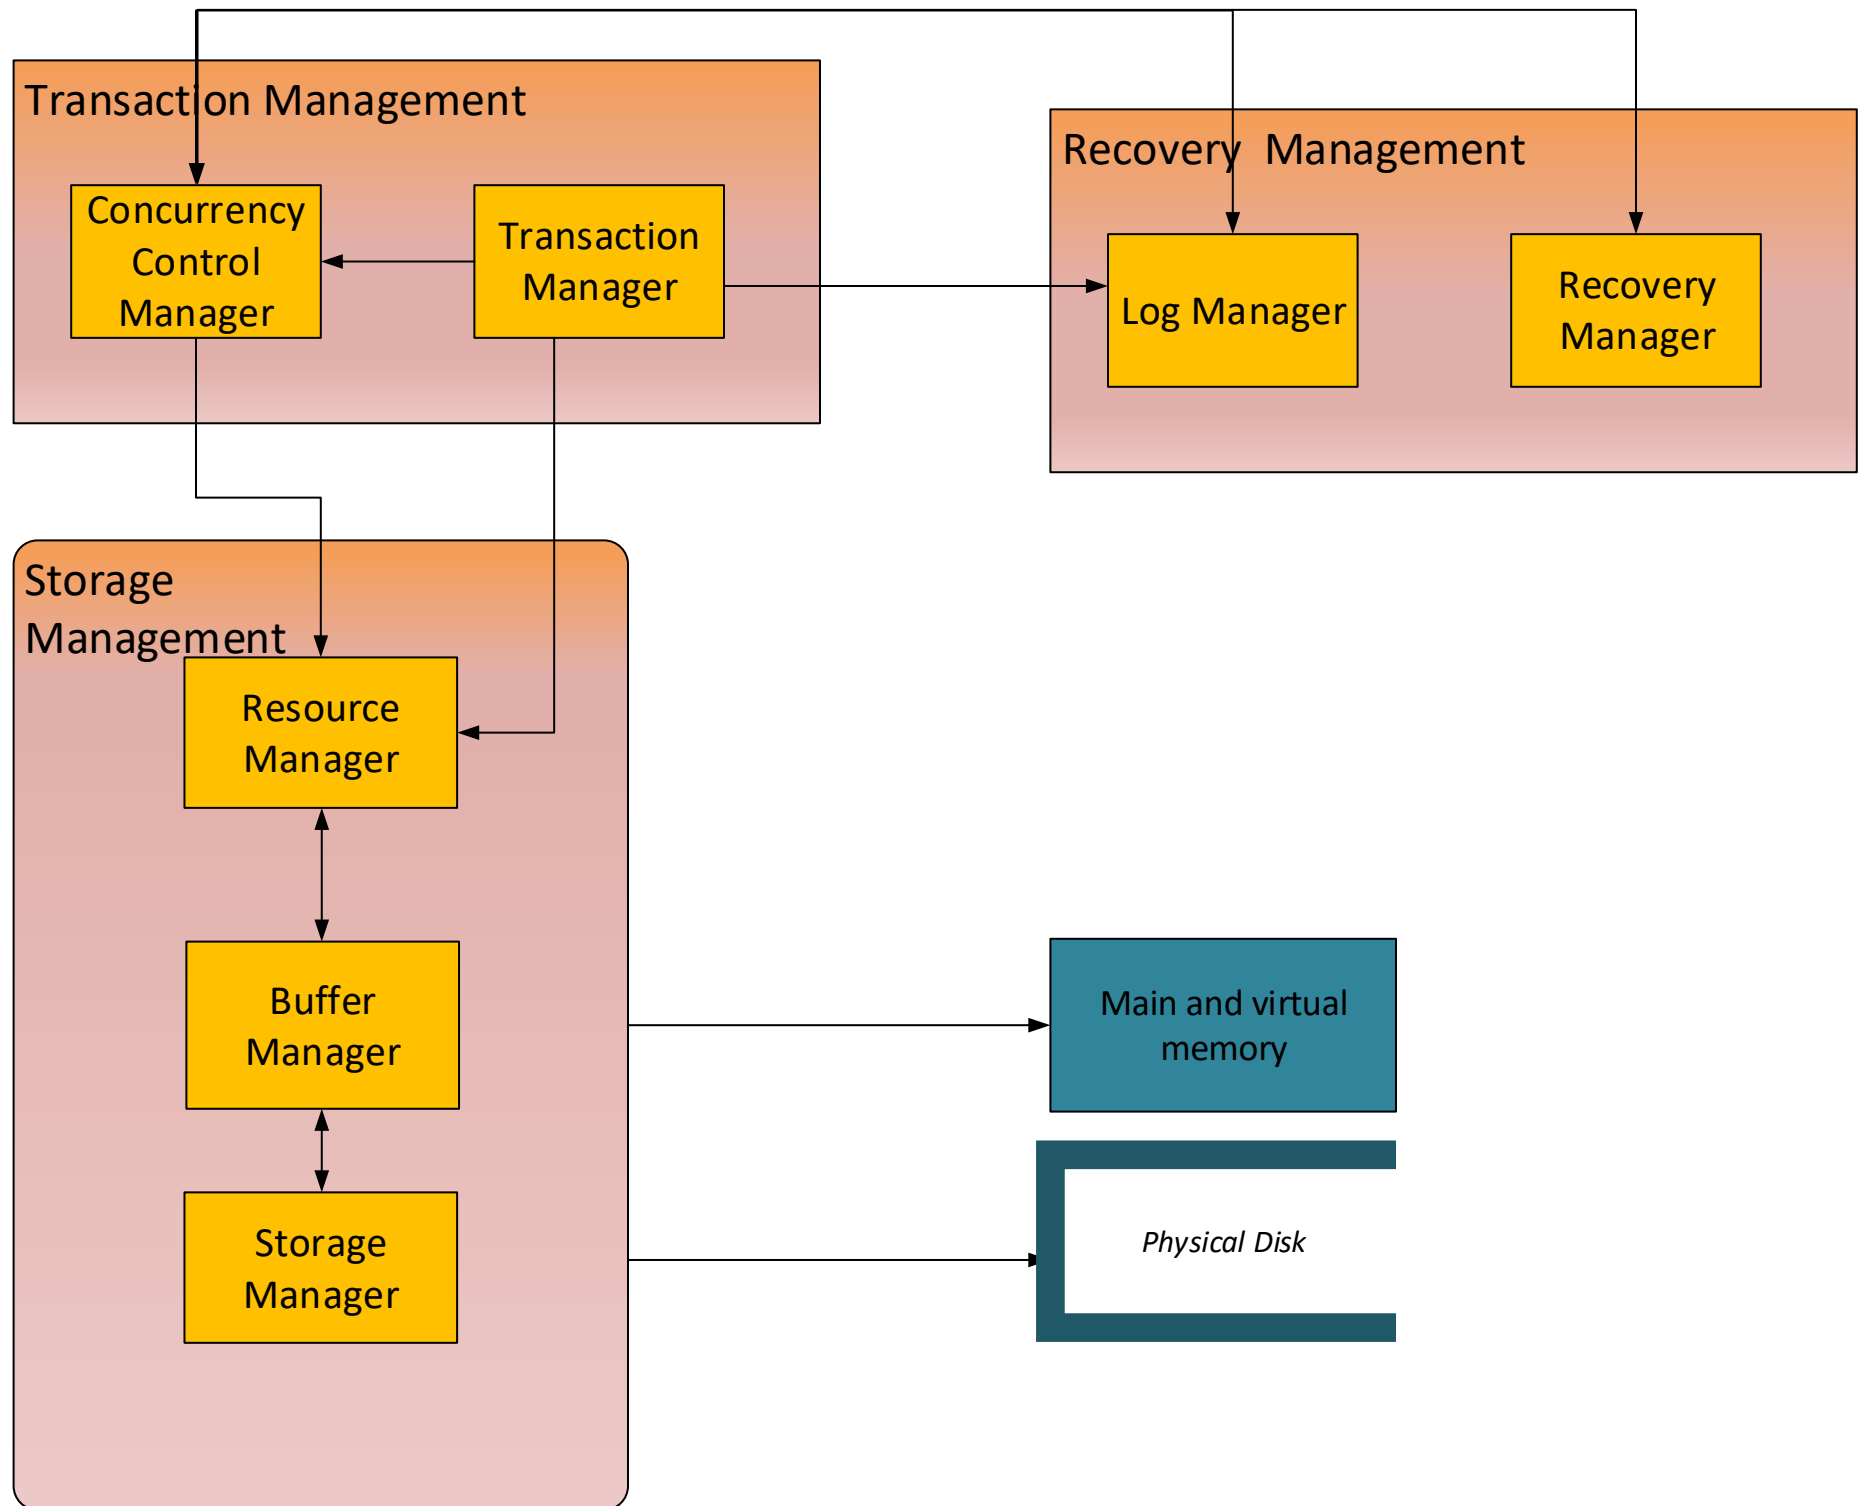 Transaction Management
Recovery Management
Concurrency
Control
Manager
Transaction
Manager
Log Manager
Recovery
Manager
Storage
Management
Resource
Manager
Buffer
Manager
Main and virtual
memory
Storage
Manager
Physical Disk